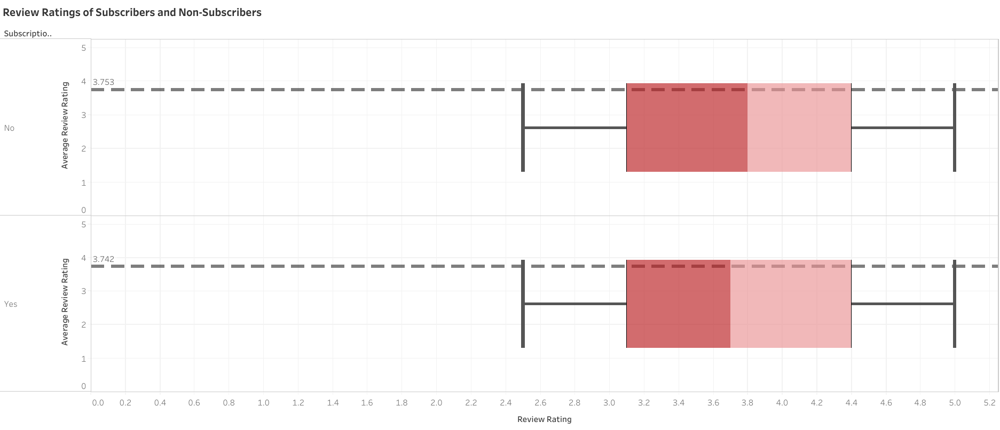 Review Ratings of Subscribers and Non-Subscribers
Subscriptio..
No
Average Review Rating
5
4
3
2
1
0
3.753
Yes
Average Review Rating
5
4
3
2
1
0
3.742
0.0 0.2 0.4 0.6 0.8 1.0 1.2 1.4 1.6 1.8 2.0 2.2 2.4 2.6 2.8 3.0 3.2 3.4 3.6 3.8 4.0 4.2 4.4 4.6 4.8 5.0 5.2
Review Rating